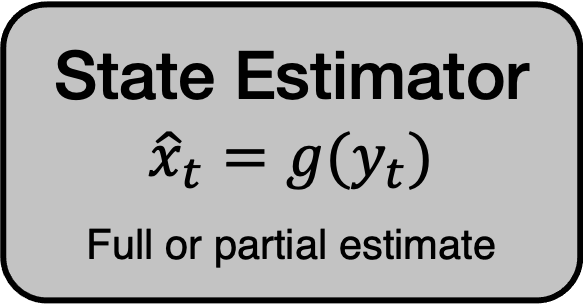 State Estimator
x̂ₜ = g(yₜ)
Full or partial estimate